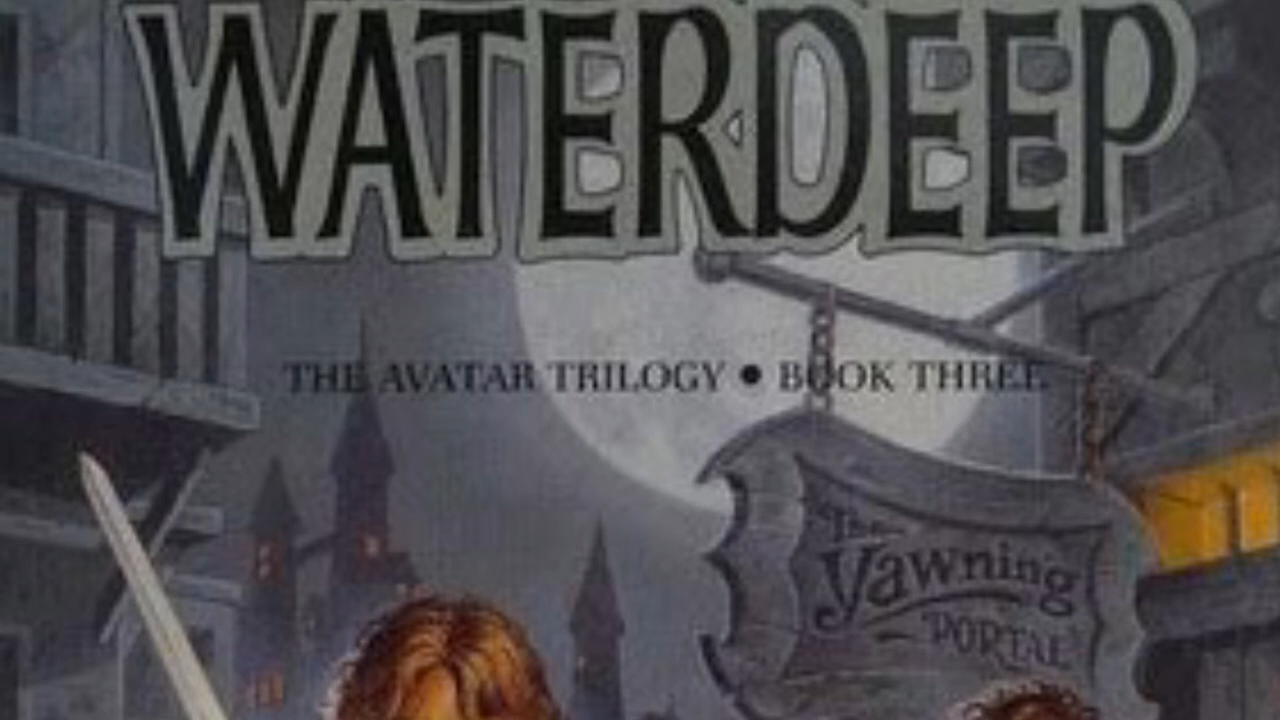 WATERDEEP
THE AVATAR TRILOGY • BOOK THREE
The
Yawning
PORTAL